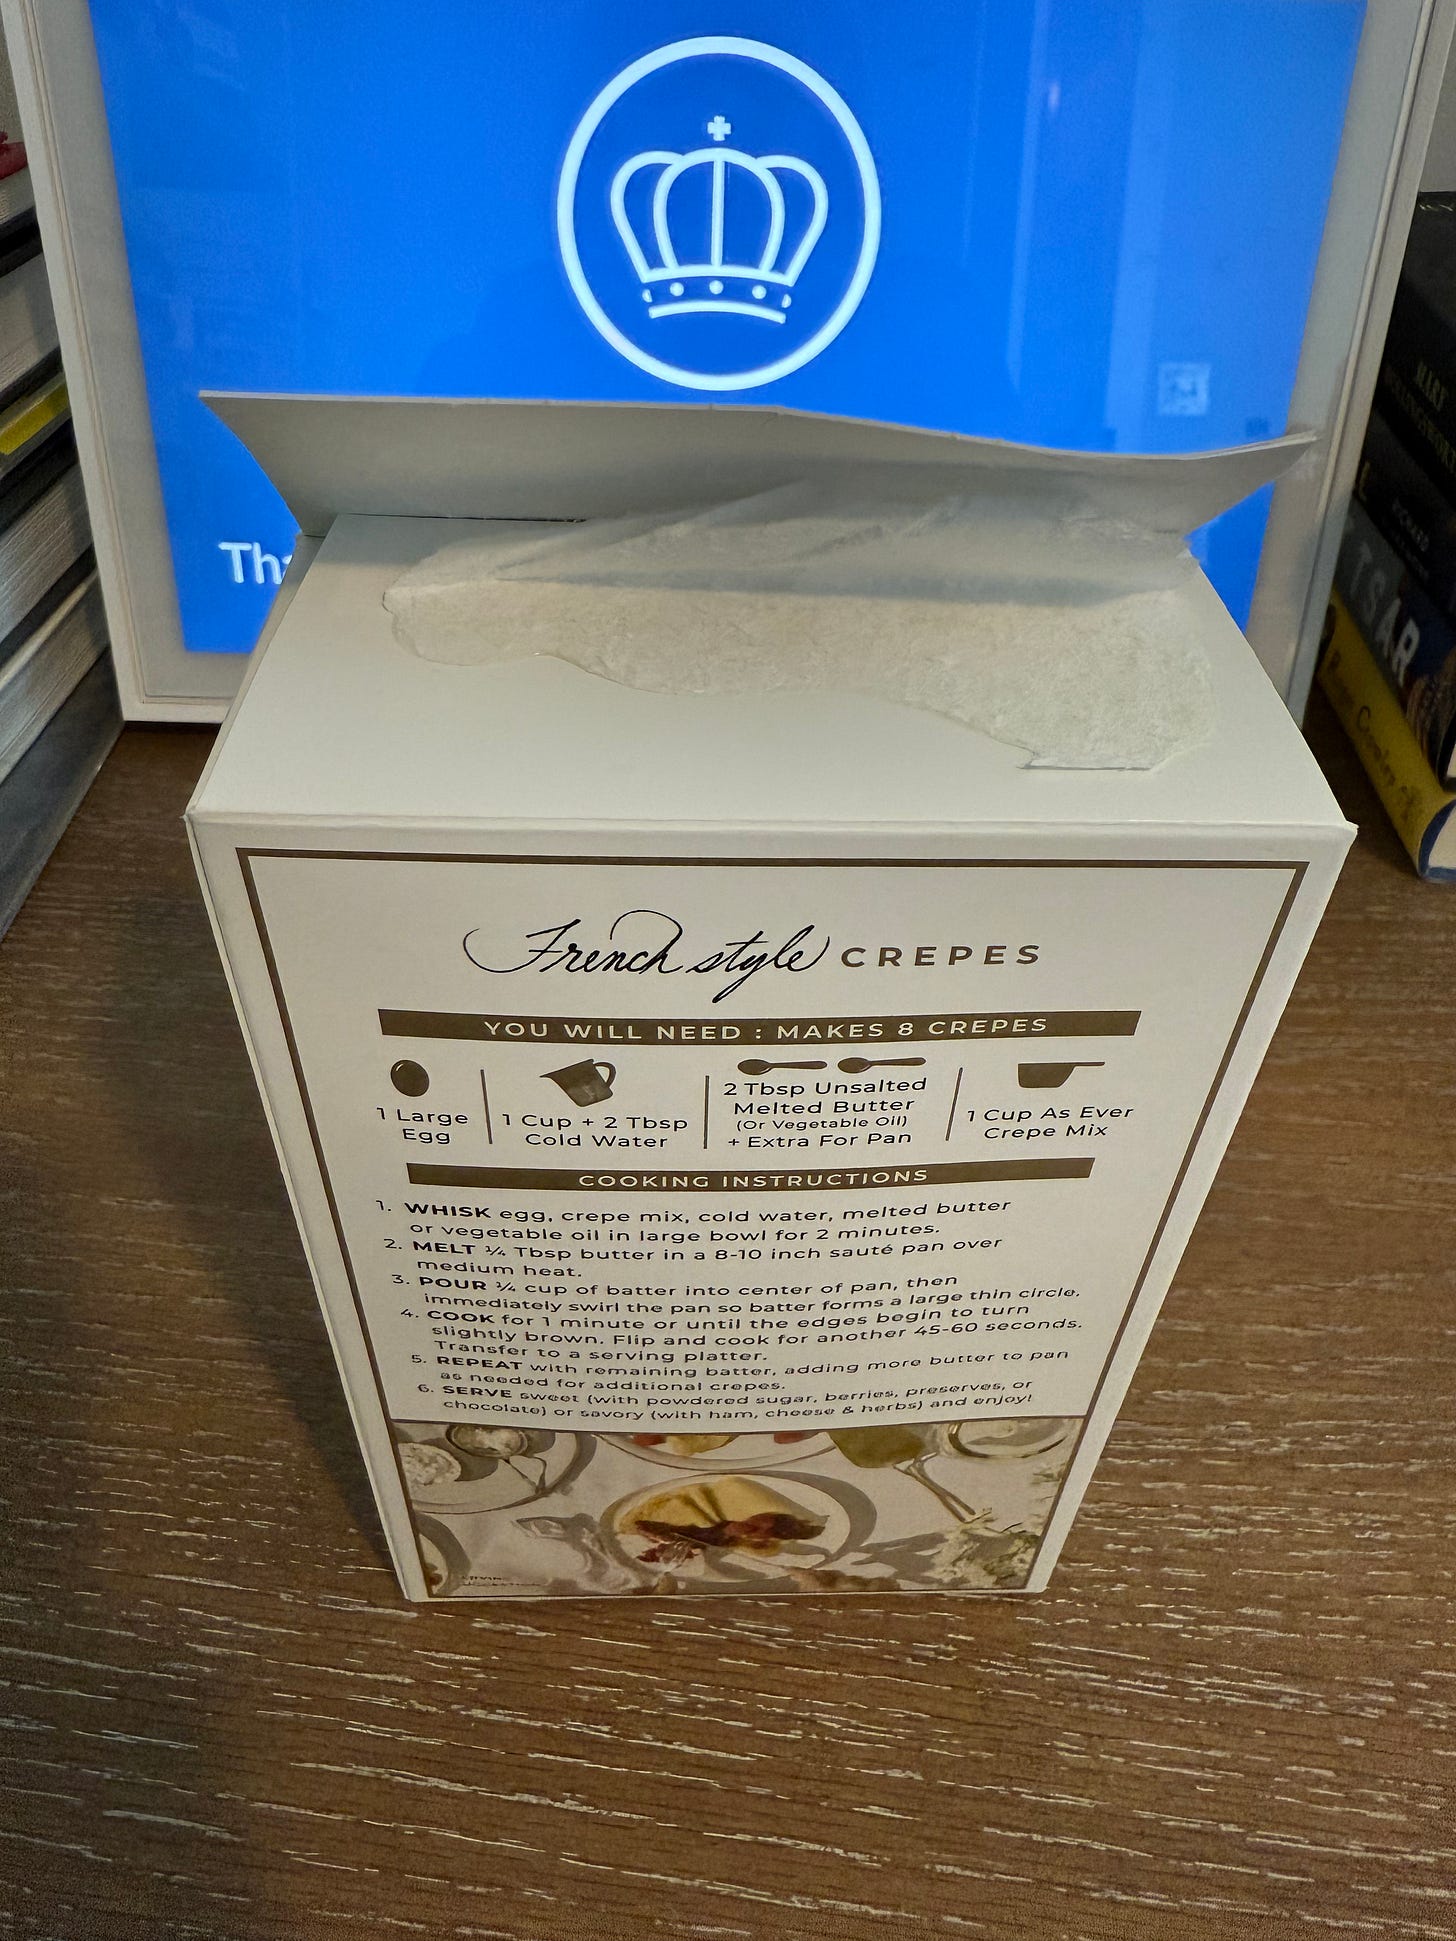 Tha
French style CREPES
YOU WILL NEED : MAKES 8 CREPES
1 Large
Egg
1 Cup + 2 Tbsp
Cold Water
2 Tbsp Unsalted
Melted Butter
(Or Vegetable Oil)
+ Extra For Pan
1 Cup As Ever
Crepe Mix
COOKING INSTRUCTIONS
1. WHISK egg, crepe mix, cold water, melted butter
or vegetable oil in large bowl for 2 minutes.
2. MELT ¼ Tbsp butter in a 8-10 inch sauté pan over
medium heat.
3. POUR ¼ cup of batter into center of pan, then
immediately swirl the pan so batter forms a large thin circle.
4. COOK for 1 minute or until the edges begin to turn
slightly brown. Flip and cook for another 45-60 seconds.
Transfer to a serving platter.
5. REPEAT with remaining batter, adding more butter to pan
as needed for additional crepes.
6. SERVE sweet (with powdered sugar, berries, preserves, or
chocolate) or savory (with ham, cheese & herbs) and enjoy!